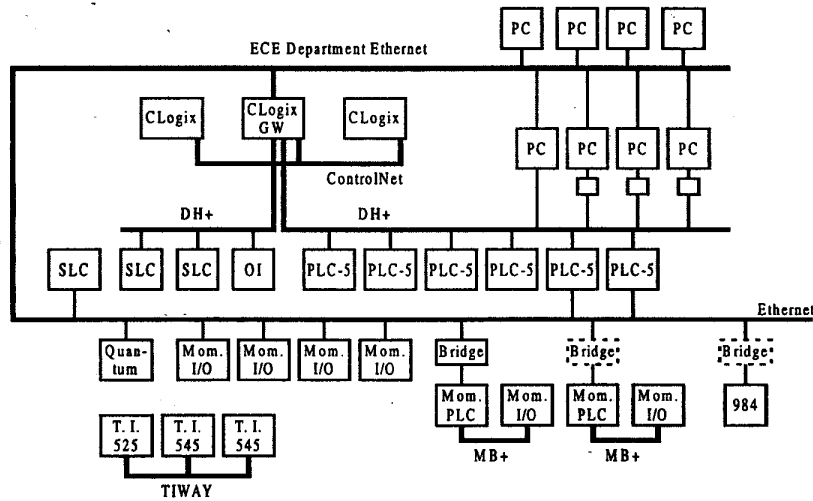 PC PC PC PC
ECE Department Ethernet
CLogix
CLogix
GW
CLogix
PC PC PC PC
ControlNet
DH+ DH+
SLC SLC SLC OI PLC-5 PLC-5 PLC-5 PLC-5 PLC-5 PLC-5
Ethernet
Quan-
tum
Mom.
I/O
Mom.
I/O
Mom.
I/O
Mom.
I/O
Bridge Bridge Bridge
Mom.
PLC
Mom.
I/O
Mom.
PLC
Mom.
I/O
984
MB+ MB+
T. I.
525
T. I.
545
T. I.
545
TIWAY